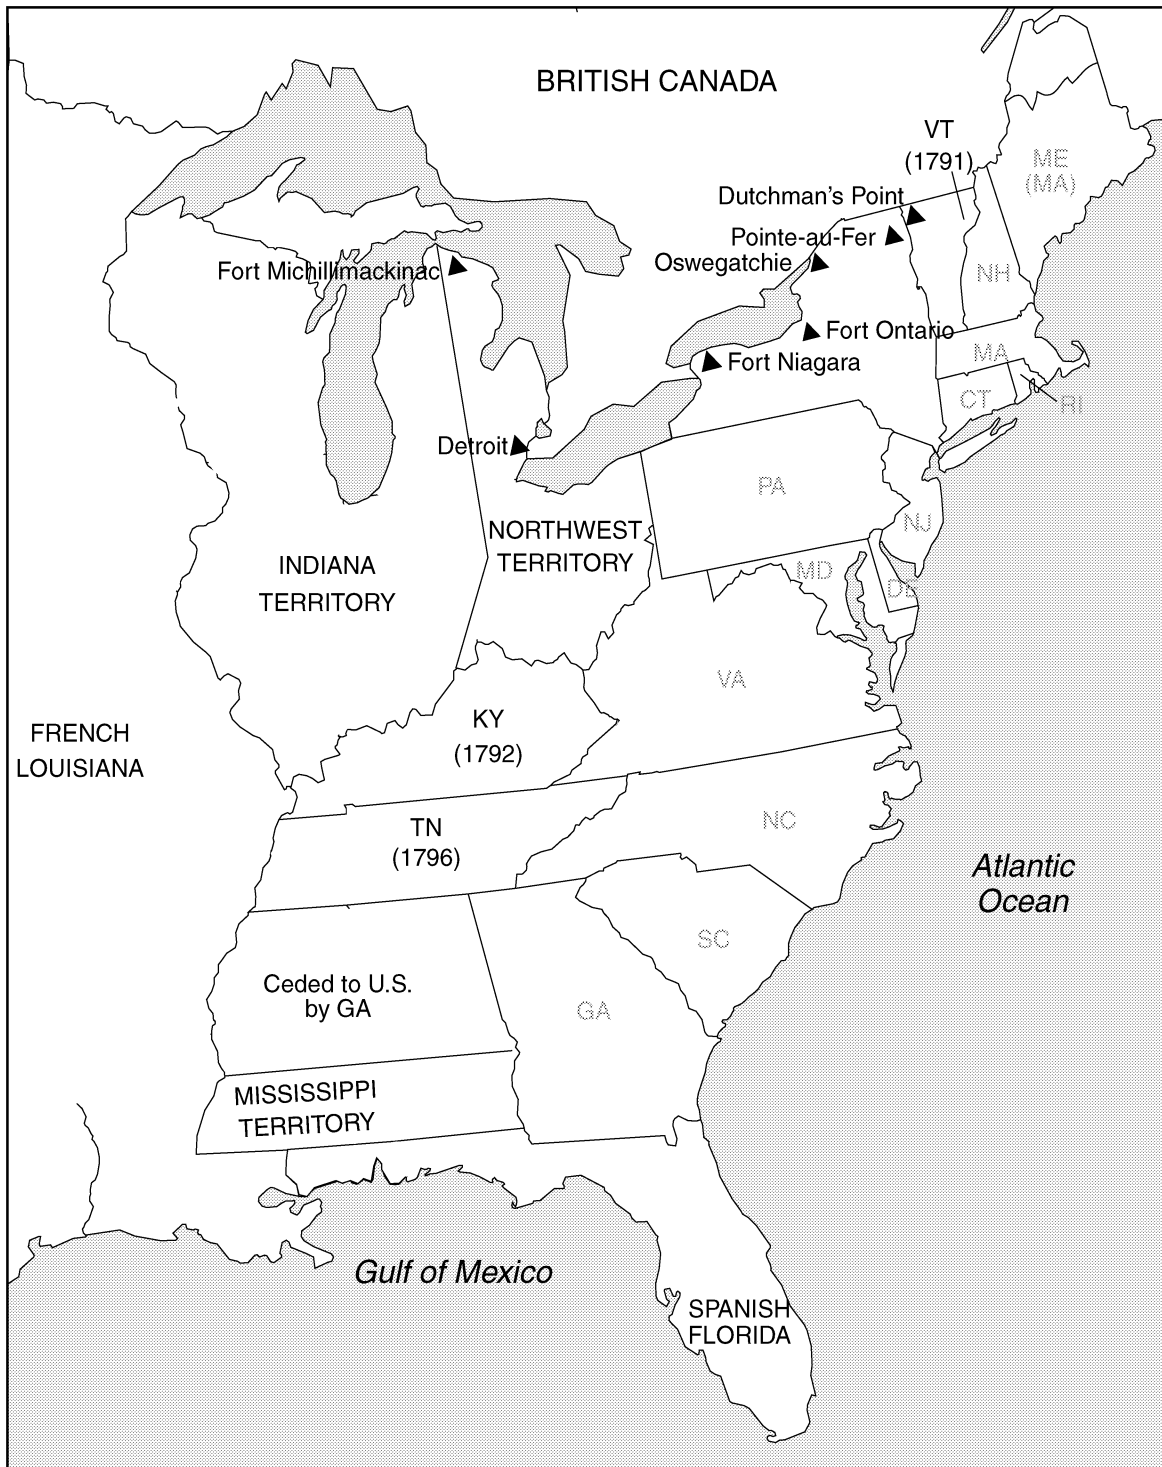 BRITISH CANADA
VT
(1791)
ME
(MA)
Dutchman's Point
Pointe-au-Fer
Oswegatchie
Fort Michillimackinac
NH
Fort Ontario
MA
Fort Niagara
CT
RI
Detroit
PA
NJ
NORTHWEST
TERRITORY
INDIANA
TERRITORY
MD
DE
VA
KY
(1792)
FRENCH
LOUISIANA
NC
TN
(1796)
Atlantic
Ocean
SC
Ceded to U.S.
by GA
GA
MISSISSIPPI
TERRITORY
Gulf of Mexico
SPANISH
FLORIDA